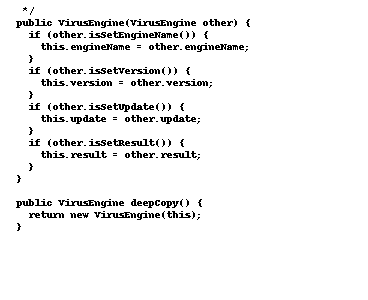 */
public VirusEngine(VirusEngine other) {
if (other.isSetEngineName()) {
this.engineName = other.engineName;
}
if (other.isSetVersion()) {
this.version = other.version;
}
if (other.isSetUpdate()) {
this.update = other.update;
}
if (other.isSetResult()) {
this.result = other.result;
}
}
public VirusEngine deepCopy() {
return new VirusEngine(this);
}